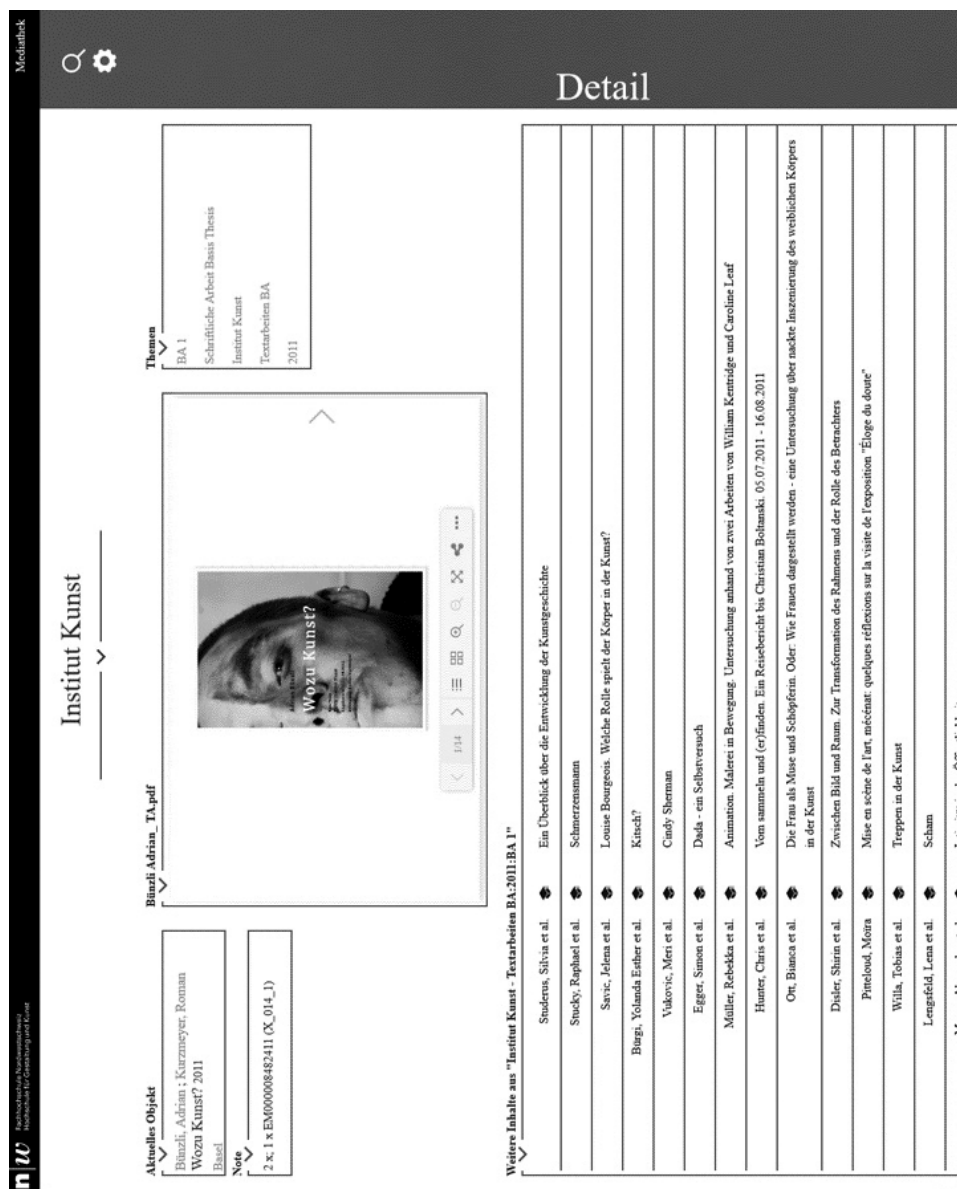 n|w
Fachhochschule Nordwestschweiz
Hochschule für Gestaltung und Kunst
Mediathek
Institut Kunst
Aktuelles Objekt
Bünzli, Adrian ; Kurzmeyer, Roman
Wozu Kunst? 2011
Basel
Note
2 x; 1 x EM000008482411 (X_014_1)
Bünzli Adrian_ TA.pdf
Wozu Kunst?
1/14
Themen
BA 1
Schriftliche Arbeit Basis Thesis
Institut Kunst
Textarbeiten BA
2011
Detail
Weitere Inhalte aus "Institut Kunst - Textarbeiten BA:2011:BA 1"
Studerus, Silvia et al. Ein Überblick über die Entwicklung der Kunstgeschichte
Stucky, Raphael et al. Schmerzensmann
Savic, Jelena et al. Louise Bourgeois. Welche Rolle spielt der Körper in der Kunst?
Bürgi, Yolanda Esther et al. Kitsch?
Vukovic, Meri et al. Cindy Sherman
Egger, Simon et al. Dada - ein Selbstversuch
Müller, Rebekka et al. Animation. Malerei in Bewegung. Untersuchung anhand von zwei Arbeiten von William Kentridge und Caroline Leaf
Hunter, Chris et al. Vom sammeln und (er)finden. Ein Reisebericht bis Christian Boltanski. 05.07.2011 - 16.08.2011
Ott, Bianca et al. Die Frau als Muse und Schöpferin. Oder: Wie Frauen dargestellt werden - eine Untersuchung über nackte Inszenierung des weiblichen Körpers
in der Kunst
Disler, Shirin et al. Zwischen Bild und Raum. Zur Transformation des Rahmens und der Rolle des Betrachters
Pitteloud, Moïra Mise en scène de l'art, mécénat: quelques réflexions sur la visite de l'exposition "Éloge du doute"
Willa, Tobias et al. Treppen in der Kunst
Lengsfeld, Lena et al. Scham